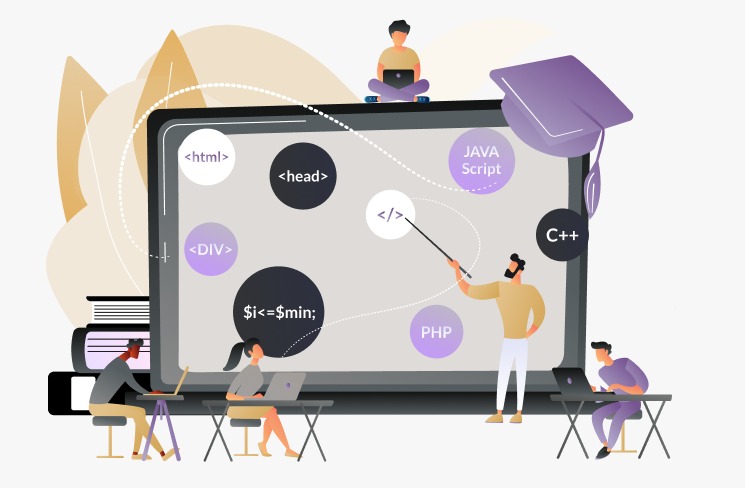 <html>
<head>
JAVA
Script
</>
<DIV>
C++
$i<=$min;
PHP